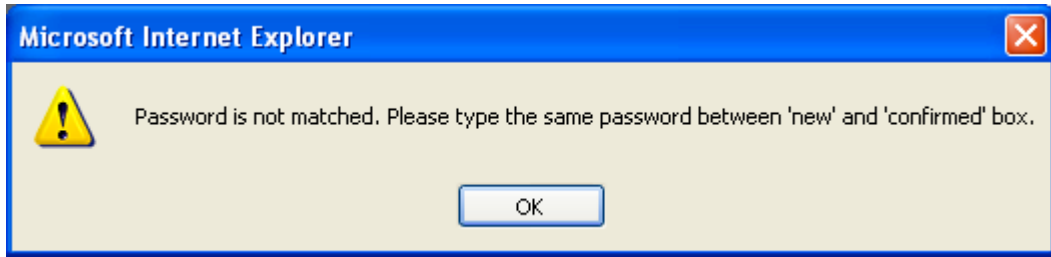 Microsoft Internet Explorer
Password is not matched. Please type the same password between 'new' and 'confirmed' box.
OK